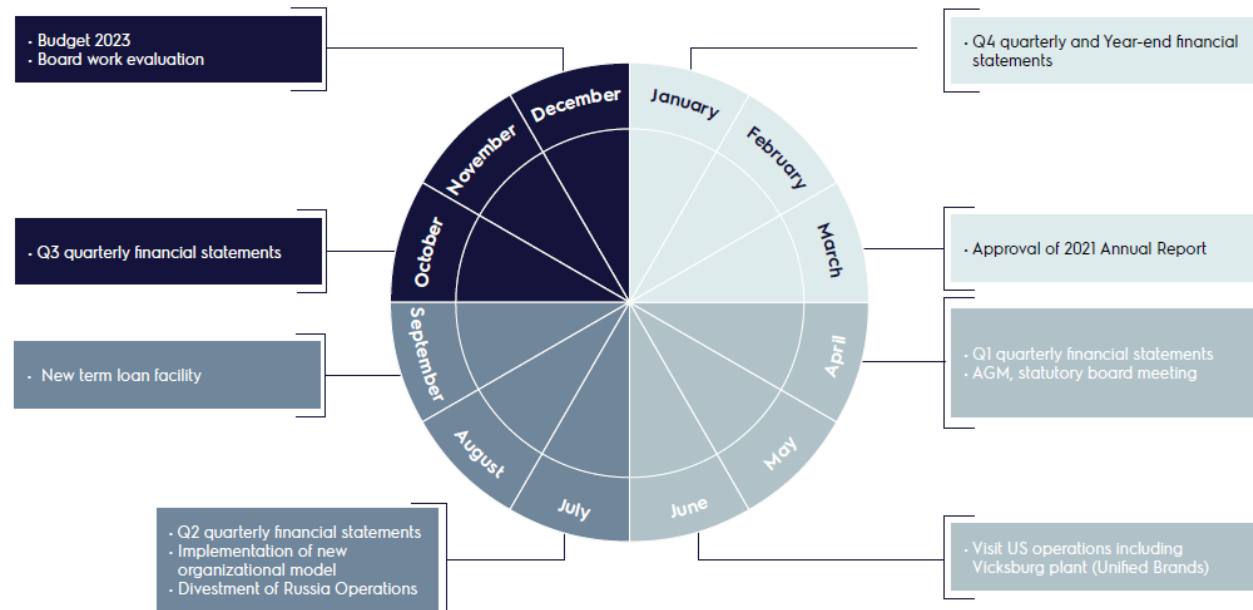 · Budget 2023
· Board work evaluation
· Q4 quarterly and Year-end financial
statements
December
January
November
February
October
March
· Q3 quarterly financial statements
· Approval of 2021 Annual Report
September
April
· New term loan facility
· Q1 quarterly financial statements
· AGM, statutory board meeting
August
May
July
June
· Q2 quarterly financial statements
· Implementation of new
organizational model
· Divestment of Russia Operations
· Visit US operations including
Vicksburg plant (Unified Brands)